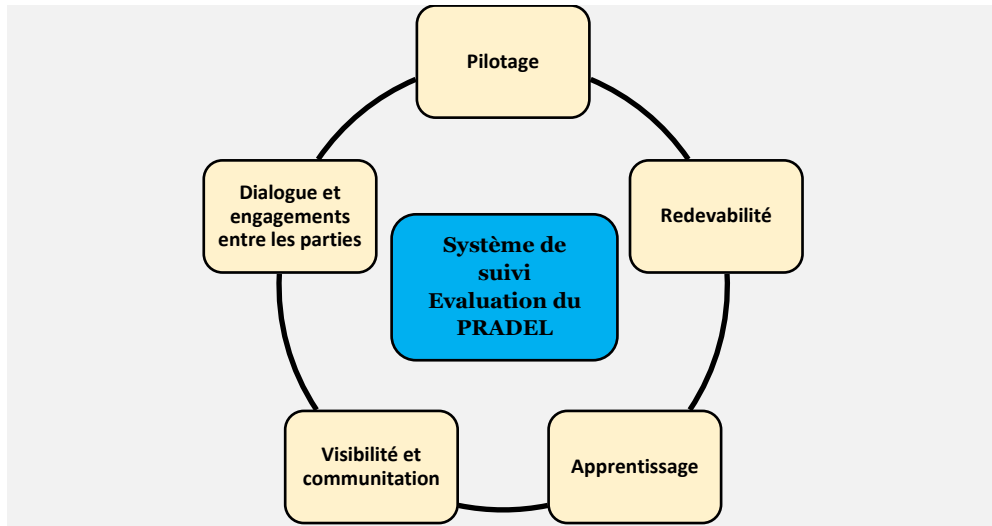 Pilotage
Dialogue et
engagements
entre les parties
Redevabilité
Système de
suivi
Evaluation du
PRADEL
Visibilité et
communitation
Apprentissage